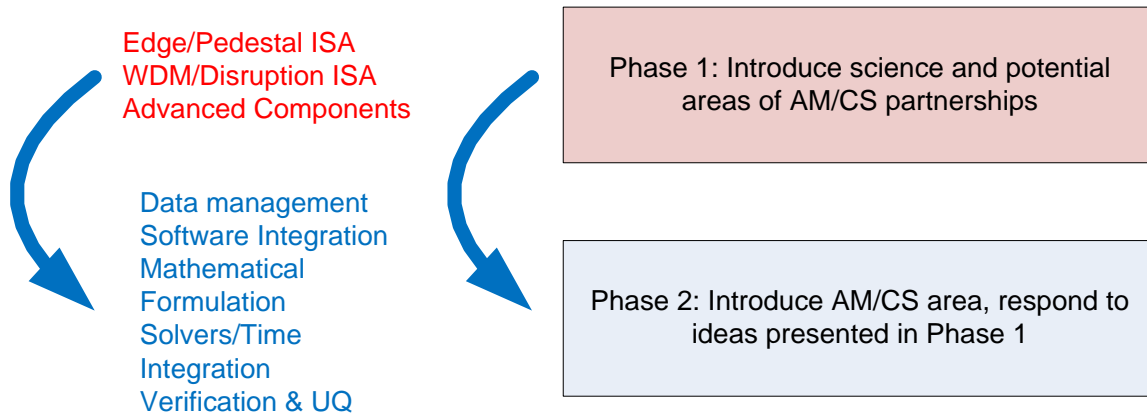 Edge/Pedestal ISA
WDM/Disruption ISA
Advanced Components
Phase 1: Introduce science and potential
areas of AM/CS partnerships
Data management
Software Integration
Mathematical
Formulation
Solvers/Time
Integration
Verification & UQ
Phase 2: Introduce AM/CS area, respond to
ideas presented in Phase 1